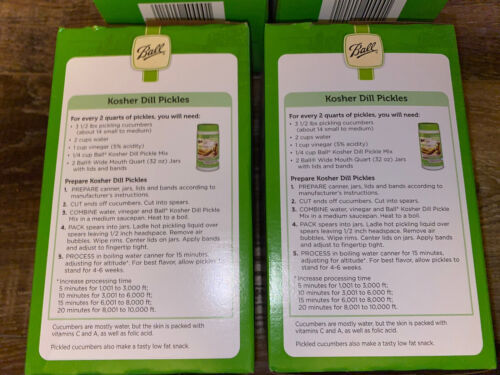 Ball
Kosher Dill Pickles
For every 2 quarts of pickles, you will need:
• 3 1/2 lbs pickling cucumbers
(about 14 small to medium)
• 2 cups water
• 1 cup vinegar (5% acidity)
• 1/4 cup Ball® Kosher Dill Pickle Mix
• 2 Ball® Wide Mouth Quart (32 oz) Jars
with lids and bands
Prepare Kosher Dill Pickles
1. PREPARE canner, jars, lids and bands according to
manufacturer's instructions.
2. CUT ends off cucumbers. Cut into spears.
3. COMBINE water, vinegar and Ball® Kosher Dill Pickle
Mix in a medium saucepan. Heat to a boil.
4. PACK spears into jars. Ladle hot pickling liquid over
spears leaving 1/2 inch headspace. Remove air
bubbles. Wipe rims. Center lids on jars. Apply bands
and adjust to fingertip tight.
5. PROCESS in boiling water canner for 15 minutes,
adjusting for altitude*. For best flavor, allow pickles to
stand for 4-6 weeks.
*Increase processing time
5 minutes for 1,001 to 3,000 ft;
10 minutes for 3,001 to 6,000 ft;
15 minutes for 6,001 to 8,000 ft;
20 minutes for 8,001 to 10,000 ft.
Cucumbers are mostly water, but the skin is packed with
vitamins C and A, as well as folic acid.
Pickled cucumbers also make a tasty low fat snack.
Ball
Kosher Dill Pickles
For every 2 quarts of pickles, you will need:
• 3 1/2 lbs pickling cucumbers
(about 14 small to medium)
• 2 cups water
• 1 cup vinegar (5% acidity)
• 1/4 cup Ball® Kosher Dill Pickle Mix
• 2 Ball® Wide Mouth Quart (32 oz) Jars
with lids and bands
Prepare Kosher Dill Pickles
1. PREPARE canner, jars, lids and bands according to
manufacturer's instructions.
2. CUT ends off cucumbers. Cut into spears.
3. COMBINE water, vinegar and Ball® Kosher Dill Pickle
Mix in a medium saucepan. Heat to a boil.
4. PACK spears into jars. Ladle hot pickling liquid over
spears leaving 1/2 inch headspace. Remove air
bubbles. Wipe rims. Center lids on jars. Apply bands
and adjust to fingertip tight.
5. PROCESS in boiling water canner for 15 minutes,
adjusting for altitude*. For best flavor, allow pickles to
stand for 4-6 weeks.
*Increase processing time
5 minutes for 1,001 to 3,000 ft;
10 minutes for 3,001 to 6,000 ft;
15 minutes for 6,001 to 8,000 ft;
20 minutes for 8,001 to 10,000 ft.
Cucumbers are mostly water, but the skin is packed with
vitamins C and A, as well as folic acid.
Pickled cucumbers also make a tasty low fat snack.